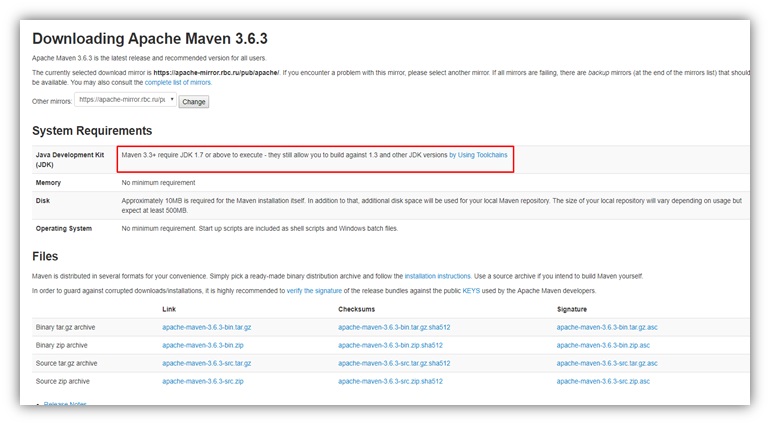 Downloading Apache Maven 3.6.3
Apache Maven 3.6.3 is the latest release and recommended version for all users.
The currently selected download mirror is https://apache-mirror.rbc.ru/pub/apache/. If you encounter a problem with this mirror, please select another mirror. If all mirrors are failing, there are backup mirrors (at the end of the mirrors list) that should
be available. You may also consult the complete list of mirrors.
Other mirrors: https://apache-mirror.rbc.ru/pu Change
System Requirements
Java Development Kit (JDK) Maven 3.3+ require JDK 1.7 or above to execute - they still allow you to build against 1.3 and other JDK versions by Using Toolchains
Memory No minimum requirement
Disk Approximately 10MB is required for the Maven installation itself. In addition to that, additional disk space will be used for your local Maven repository. The size of your local repository will vary depending on usage but
expect at least 500MB.
Operating System No minimum requirement. Start up scripts are included as shell scripts and Windows batch files.
Files
Maven is distributed in several formats for your convenience. Simply pick a ready-made binary distribution archive and follow the installation instructions. Use a source archive if you intend to build Maven yourself.
In order to guard against corrupted downloads/installations, it is highly recommended to verify the signature of the release bundles against the public KEYS used by the Apache Maven developers.
Link Checksums Signature
Binary tar.gz archive apache-maven-3.6.3-bin.tar.gz apache-maven-3.6.3-bin.tar.gz.sha512 apache-maven-3.6.3-bin.tar.gz.asc
Binary zip archive apache-maven-3.6.3-bin.zip apache-maven-3.6.3-bin.zip.sha512 apache-maven-3.6.3-bin.zip.asc
Source tar.gz archive apache-maven-3.6.3-src.tar.gz apache-maven-3.6.3-src.tar.gz.sha512 apache-maven-3.6.3-src.tar.gz.asc
Source zip archive apache-maven-3.6.3-src.zip apache-maven-3.6.3-src.zip.sha512 apache-maven-3.6.3-src.zip.asc
Release Notes